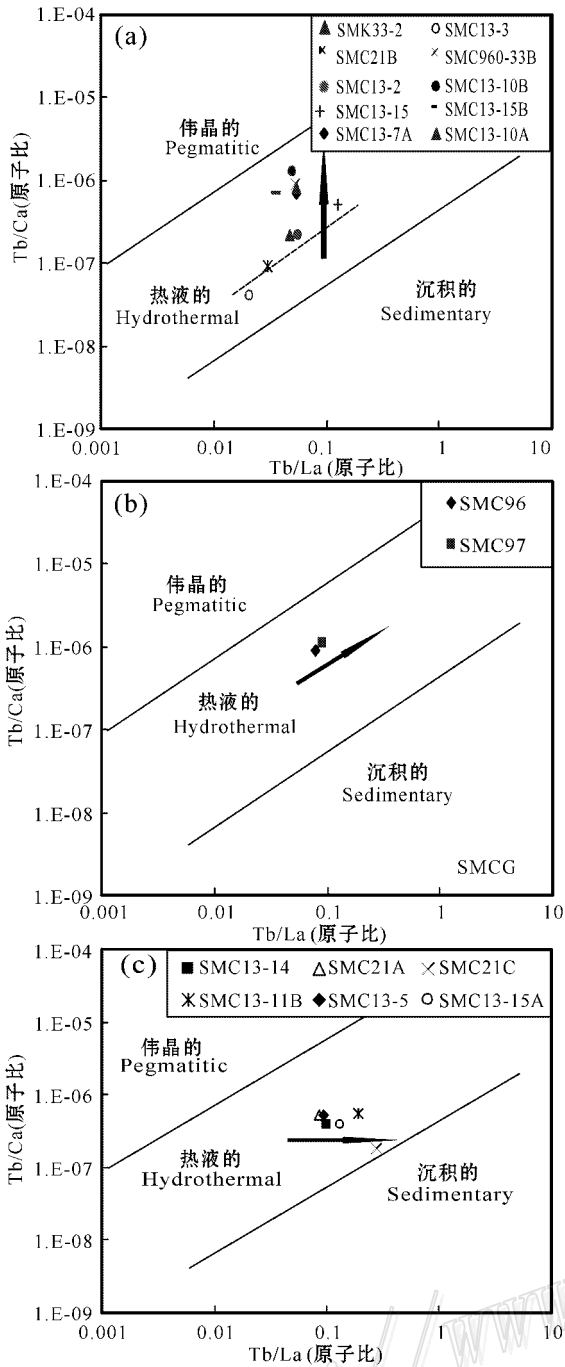 (a)
SMK33-2 SMC13-3
SMC21B SMC960-33B
SMC13-2 SMC13-10B
SMC13-15 SMC13-15B
SMC13-7A SMC13-10A
1.E-04
1.E-05
1.E-06
1.E-07
1.E-08
1.E-09
Tb/Ca(原子比)
伟晶的
Pegmatitic
热液的
Hydrothermal
沉积的
Sedimentary
0.001 0.01 0.1 1 10
Tb/La(原子比)
(b)
SMC96
SMC97
1.E-04
1.E-05
1.E-06
1.E-07
1.E-08
1.E-09
Tb/Ca(原子比)
伟晶的
Pegmatitic
热液的
Hydrothermal
沉积的
Sedimentary
SMCG
0.001 0.01 0.1 1 10
Tb/La(原子比)
(c)
SMC13-14 SMC21A SMC21C
SMC13-11B SMC13-5 SMC13-15A
1.E-04
1.E-05
1.E-06
1.E-07
1.E-08
1.E-09
Tb/Ca(原子比)
伟晶的
Pegmatitic
热液的
Hydrothermal
沉积的
Sedimentary
0.001 0.01 0.1 1 10
Tb/La(原子比)